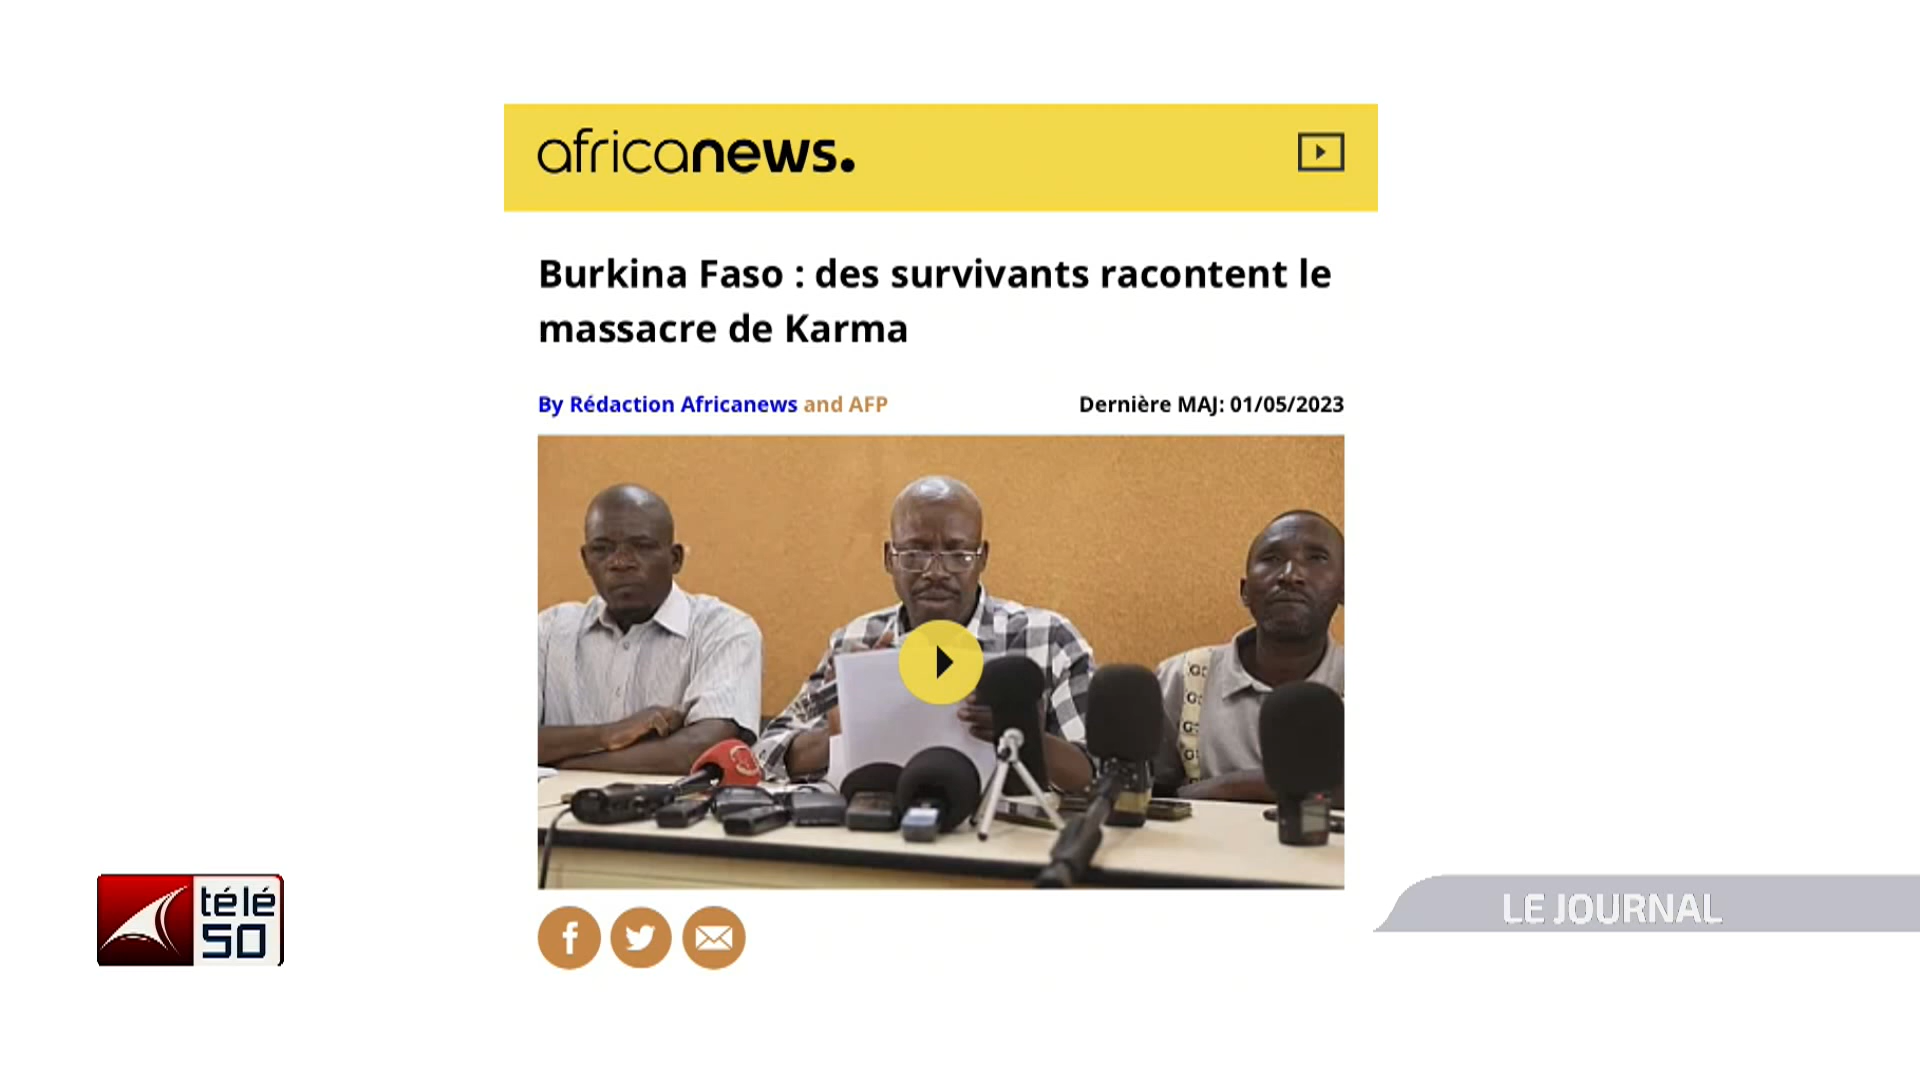 africanews.
Burkina Faso : des survivants racontent le
massacre de Karma
By Rédaction Africanews and AFP
Dernière MAJ: 01/05/2023
télé
50
LE JOURNAL